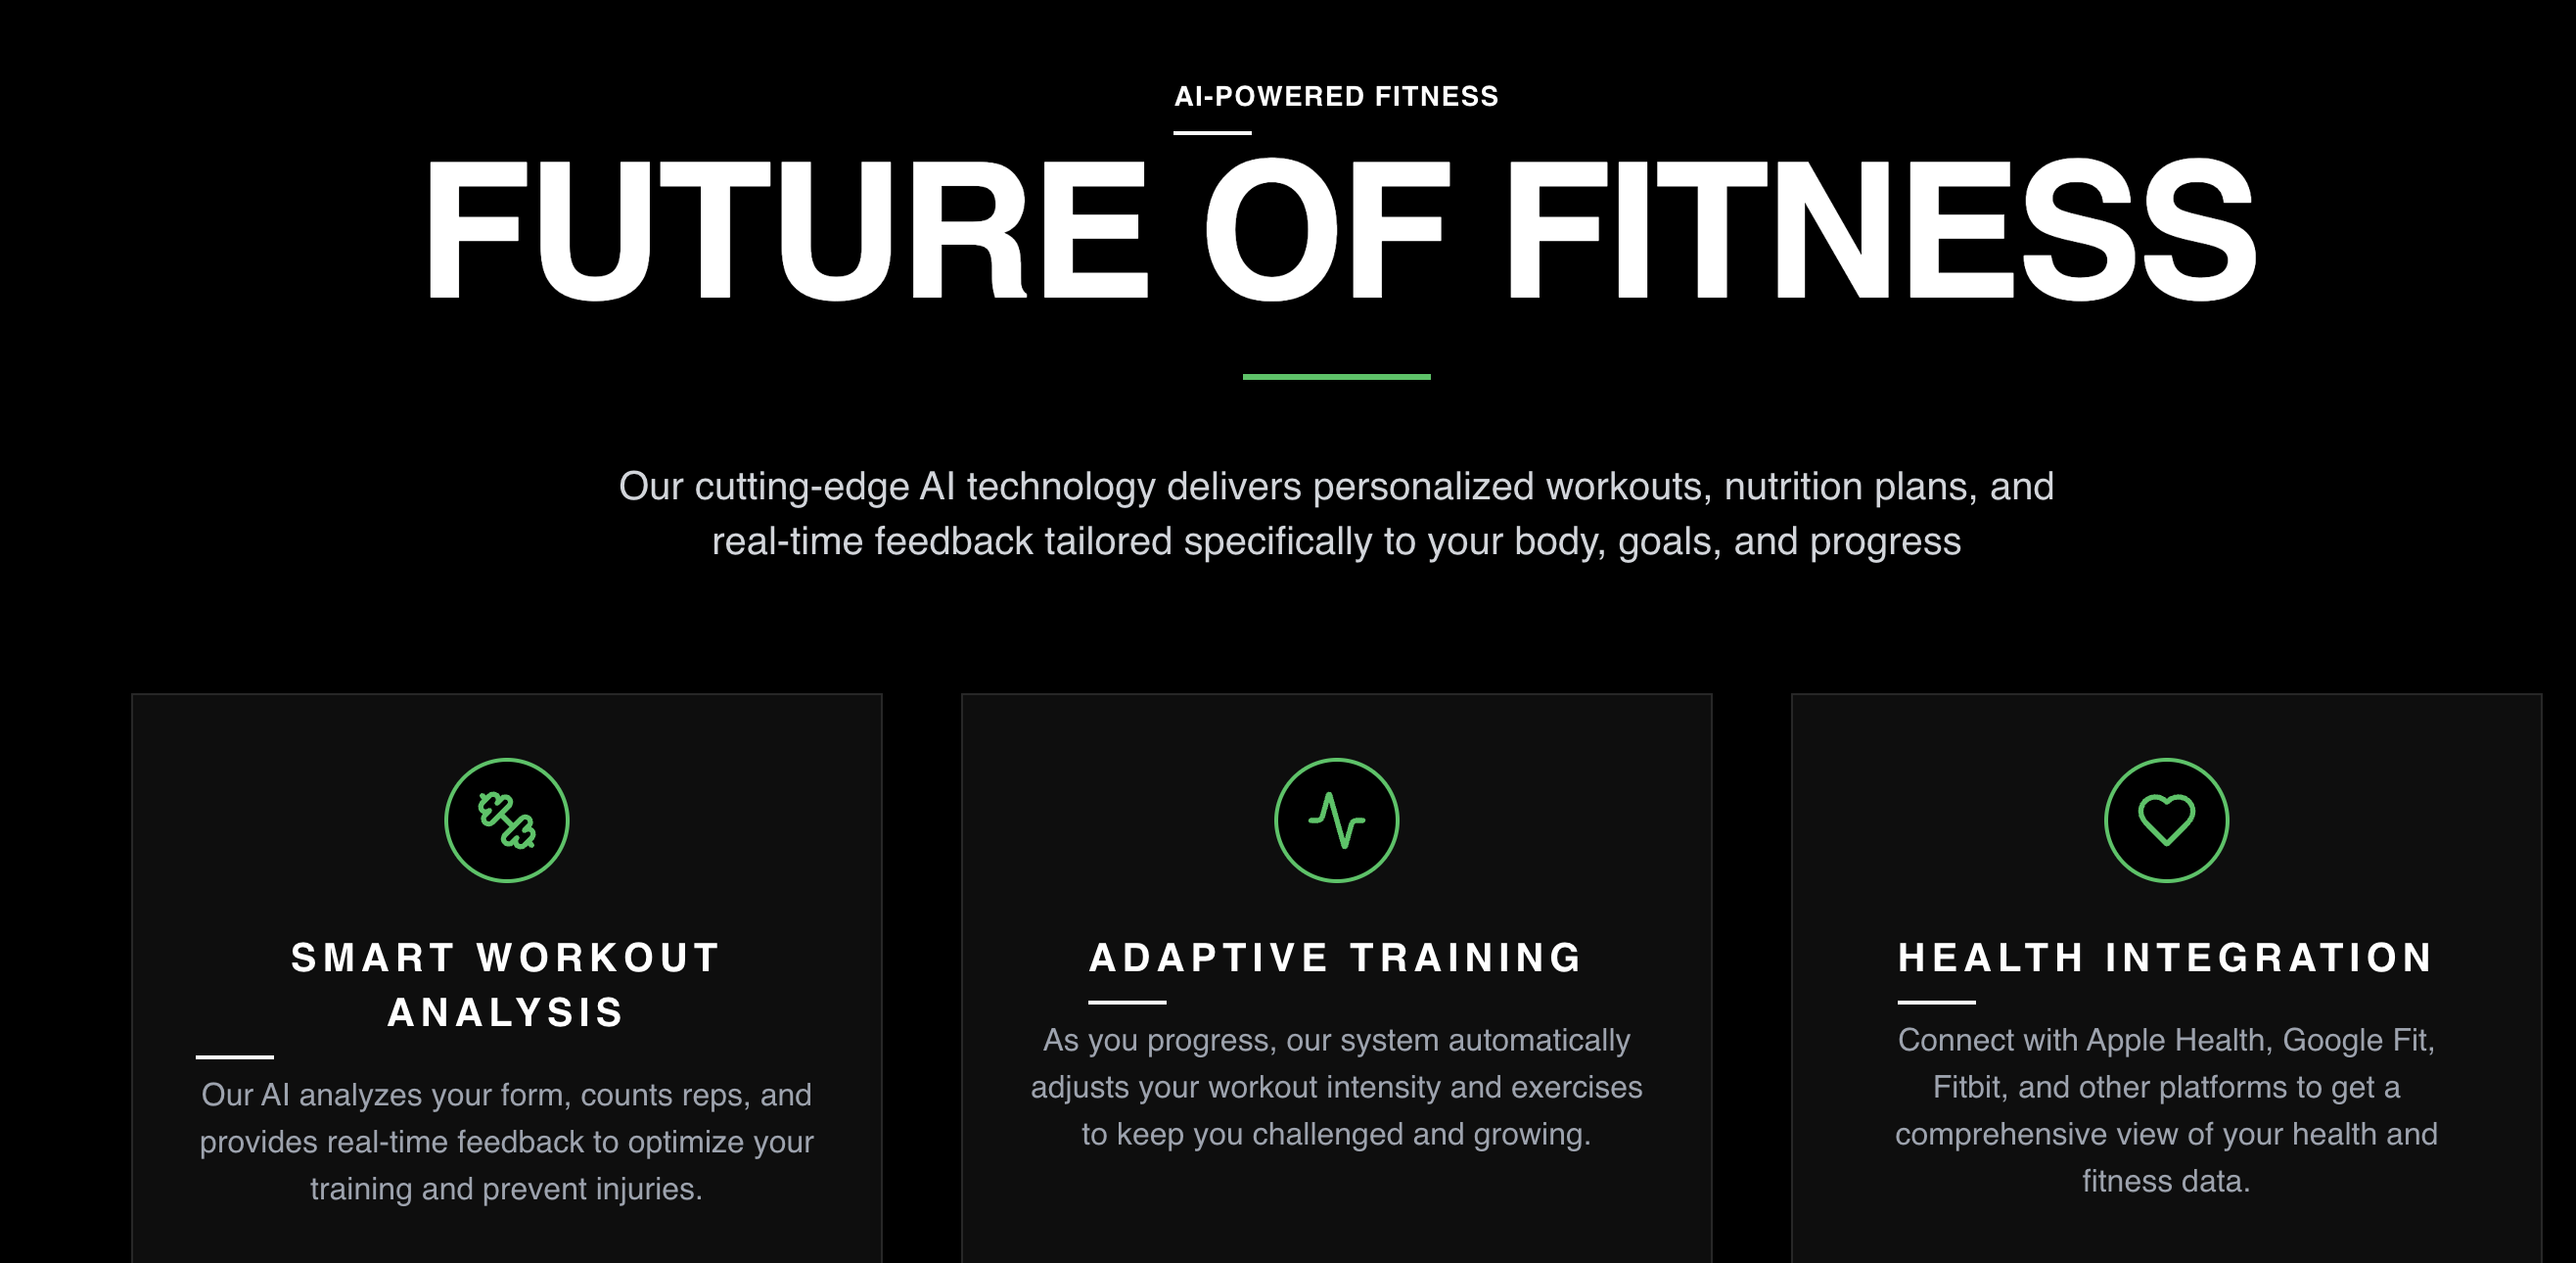 AI-POWERED FITNESS
FUTURE OF FITNESS
Our cutting-edge AI technology delivers personalized workouts, nutrition plans, and
real-time feedback tailored specifically to your body, goals, and progress
SMART WORKOUT
ANALYSIS
Our AI analyzes your form, counts reps, and
provides real-time feedback to optimize your
training and prevent injuries.
ADAPTIVE TRAINING
As you progress, our system automatically
adjusts your workout intensity and exercises
to keep you challenged and growing.
HEALTH INTEGRATION
Connect with Apple Health, Google Fit,
Fitbit, and other platforms to get a
comprehensive view of your health and
fitness data.